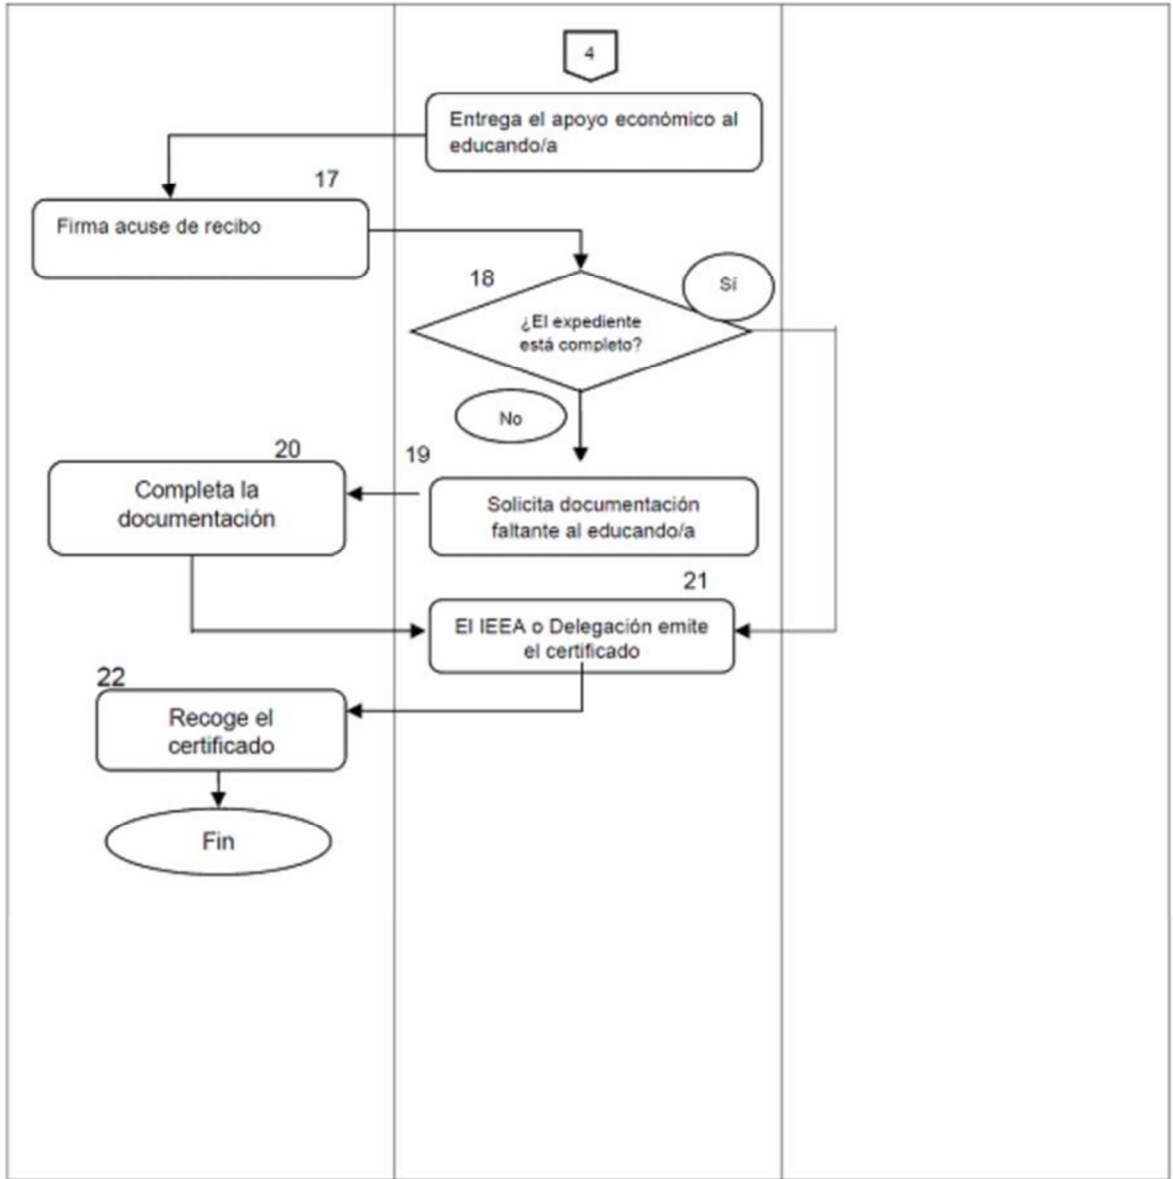 4
Entrega el apoyo económico al
educando/a
17
Firma acuse de recibo
18
Sí
¿El expediente
está completo?
No
20
19
Completa la
documentación
Solicita documentación
faltante al educando/a
21
El IEEA o Delegación emite
el certificado
22
Recoge el
certificado
Fin